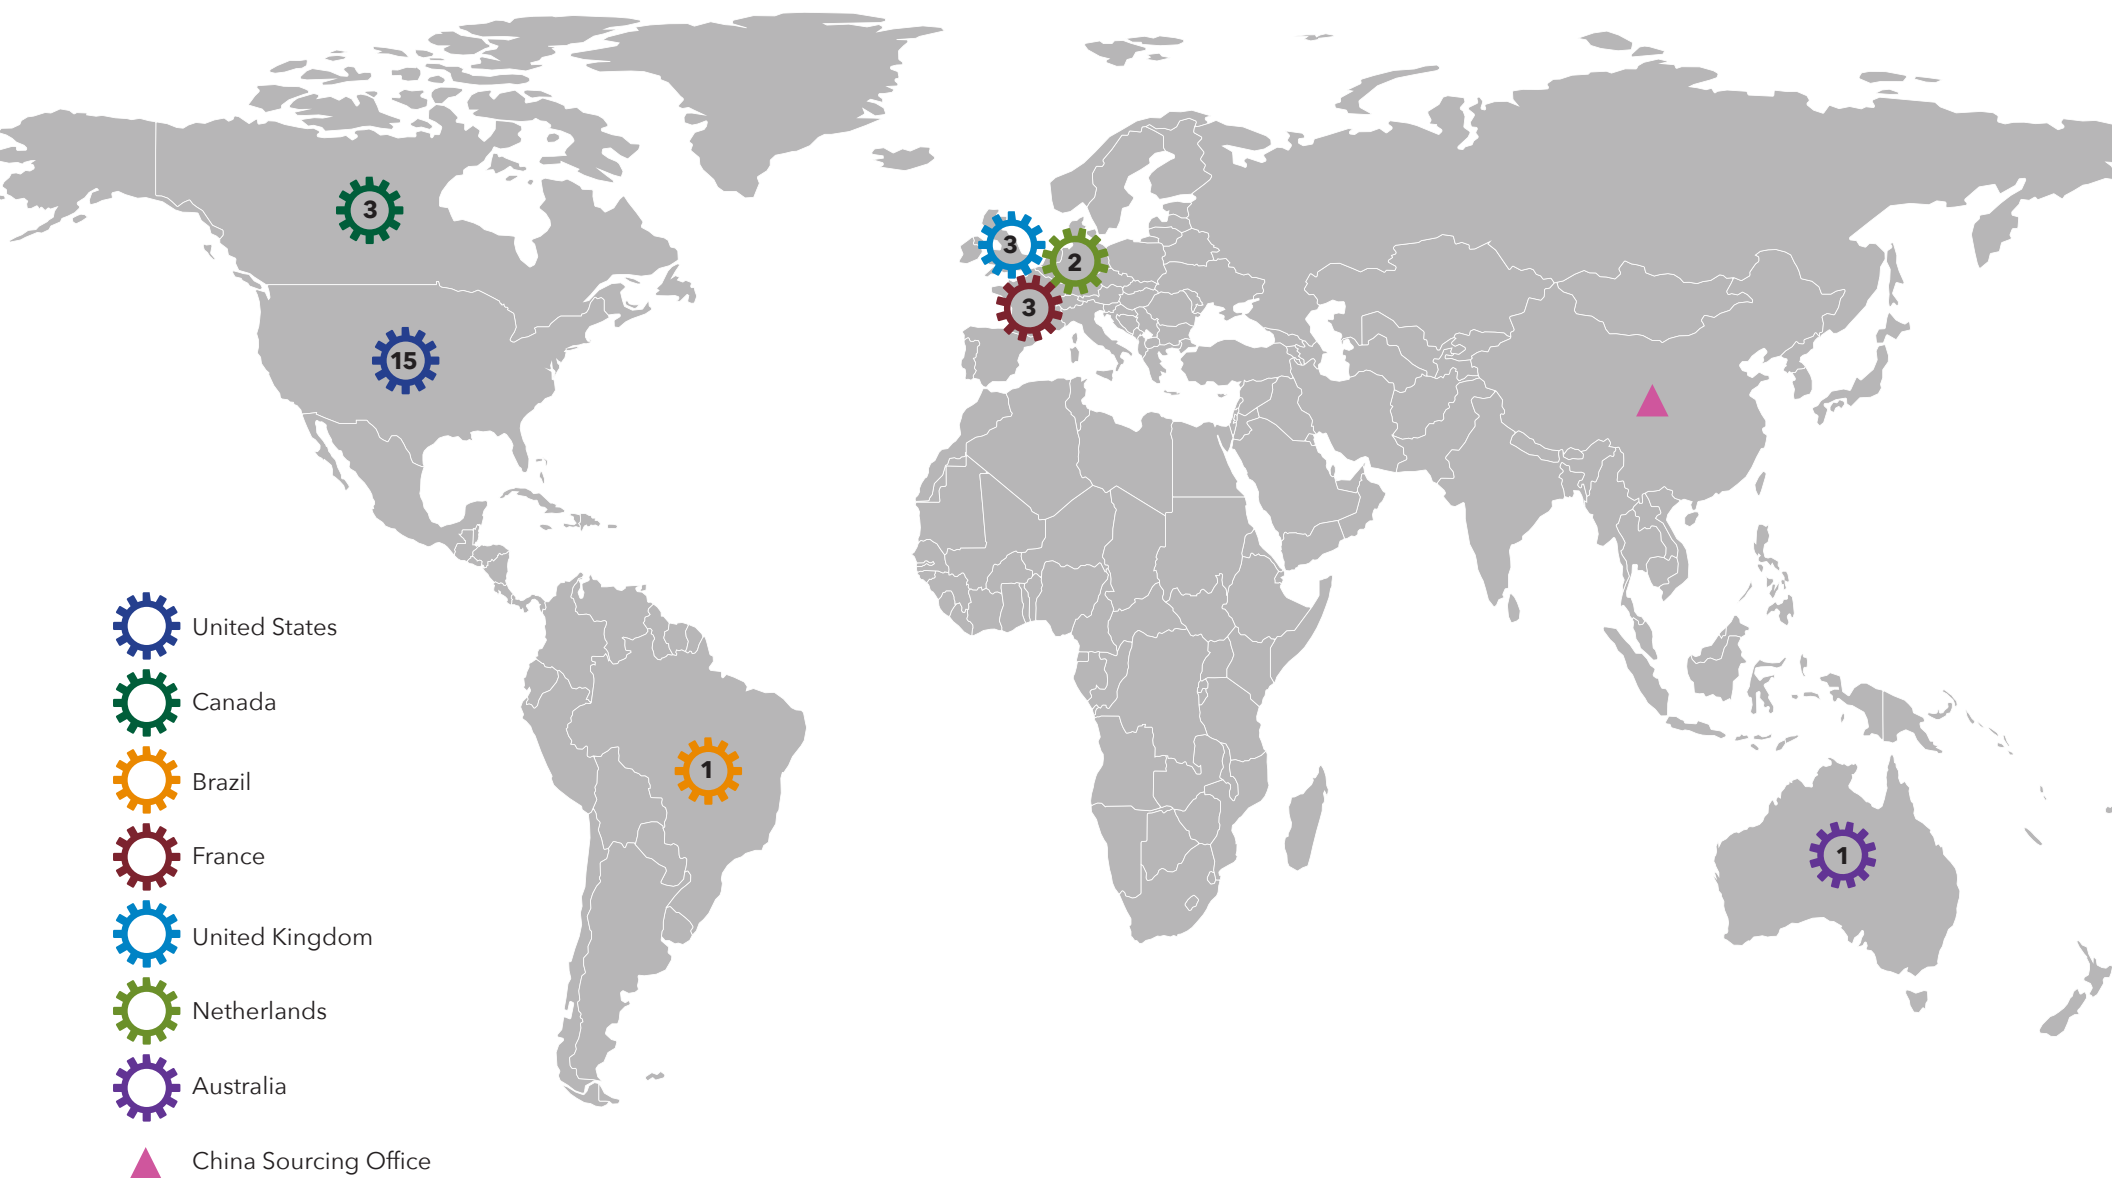 3
3
2
3
15
1
1
United States
Canada
Brazil
France
United Kingdom
Netherlands
Australia
China Sourcing Office